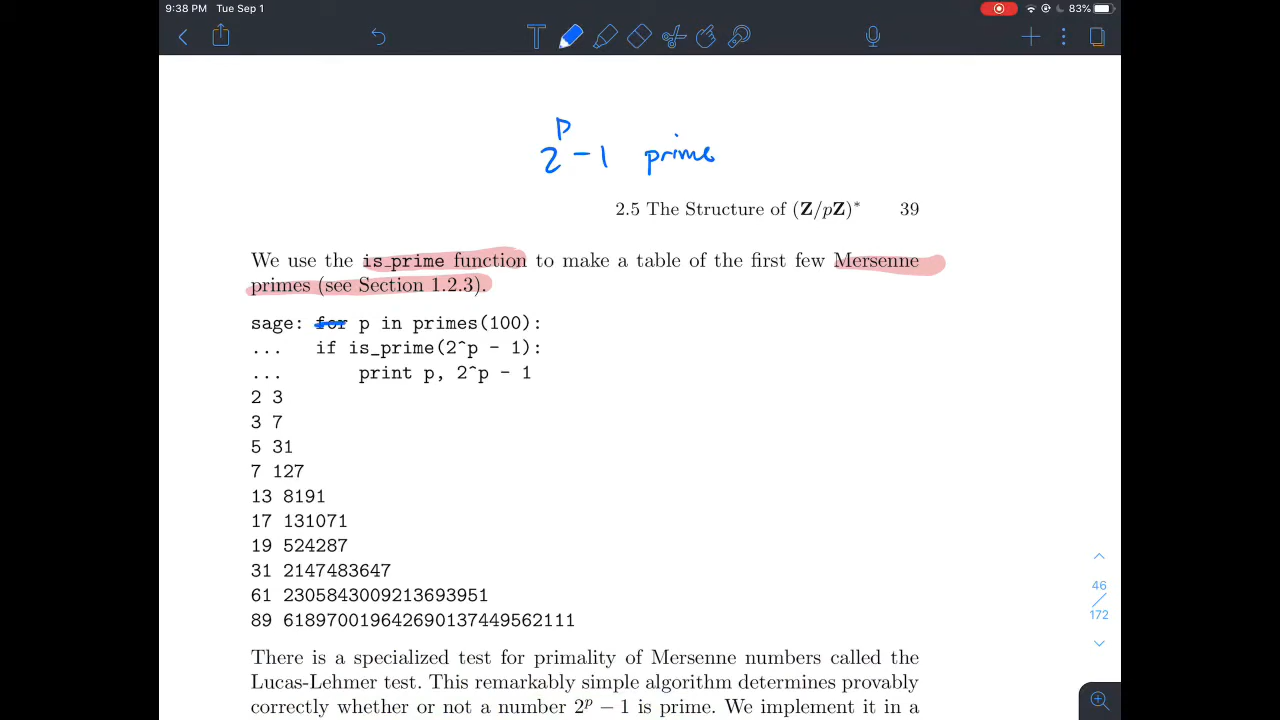 9:38 PM Tue Sep 1
83%
2^p - 1 prime
2.5 The Structure of (Z/pZ)* 39
We use the is_prime function to make a table of the first few Mersenne
primes (see Section 1.2.3).
sage: for p in primes(100):
... if is_prime(2^p - 1):
... print p, 2^p - 1
2 3
3 7
5 31
7 127
13 8191
17 131071
19 524287
31 2147483647
61 2305843009213693951
89 618970019642690137449562111
There is a specialized test for primality of Mersenne numbers called the
Lucas-Lehmer test. This remarkably simple algorithm determines provably
correctly whether or not a number 2^p − 1 is prime. We implement it in a
46
172